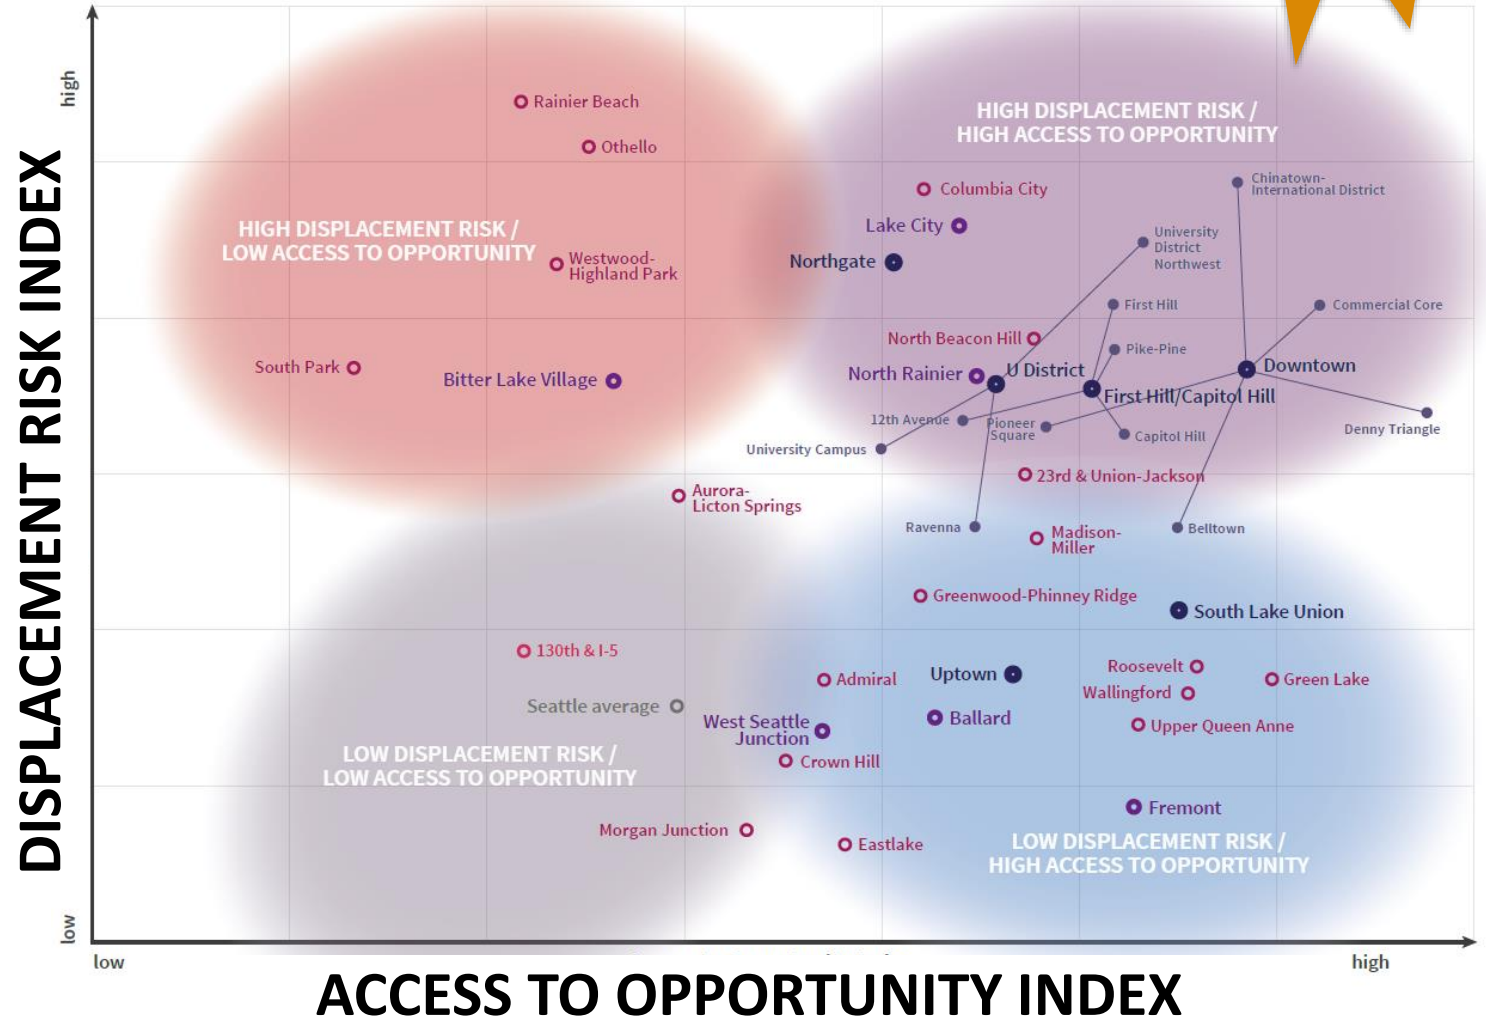 high
Rainier Beach
Othello
HIGH DISPLACEMENT RISK /
HIGH ACCESS TO OPPORTUNITY
Columbia City
Chinatown-
International District
Lake City
University
District
Northwest
HIGH DISPLACEMENT RISK /
LOW ACCESS TO OPPORTUNITY
Westwood-
Highland Park
Northgate
First Hill
Commercial Core
North Beacon Hill
Pike-Pine
South Park
Bitter Lake Village
North Rainier
U District
Downtown
First Hill/Capitol Hill
12th Avenue
Pioneer
Square
Capitol Hill
Denny Triangle
University Campus
23rd & Union-Jackson
Aurora-
Licton Springs
Ravenna
Madison-
Miller
Belltown
Greenwood-Phinney Ridge
South Lake Union
130th & I-5
Admiral
Uptown
Roosevelt
Green Lake
Wallingford
Seattle average
West Seattle
Junction
Ballard
Upper Queen Anne
LOW DISPLACEMENT RISK /
LOW ACCESS TO OPPORTUNITY
Crown Hill
Fremont
Morgan Junction
Eastlake
LOW DISPLACEMENT RISK /
HIGH ACCESS TO OPPORTUNITY
DISPLACEMENT RISK INDEX
low
low
high
ACCESS TO OPPORTUNITY INDEX